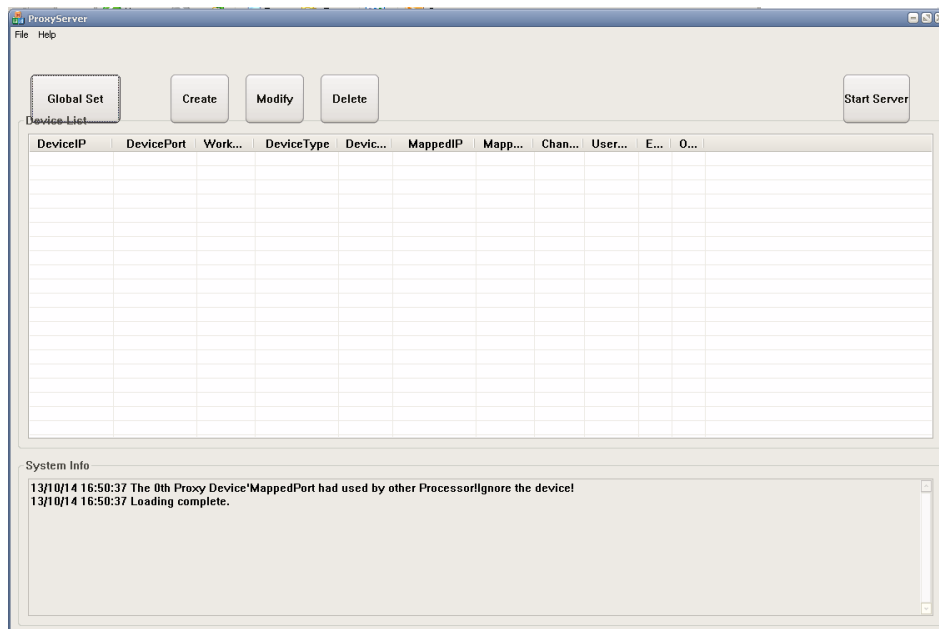 ProxyServer
File Help
Global Set Create Modify Delete Start Server
Device List
DeviceIP DevicePort Work... DeviceType Devic... MappedIP Mapp... Chan... User... E... O...
System Info
13/10/14 16:50:37 The 0th Proxy Device'MappedPort had used by other Processor!Ignore the device!
13/10/14 16:50:37 Loading complete.